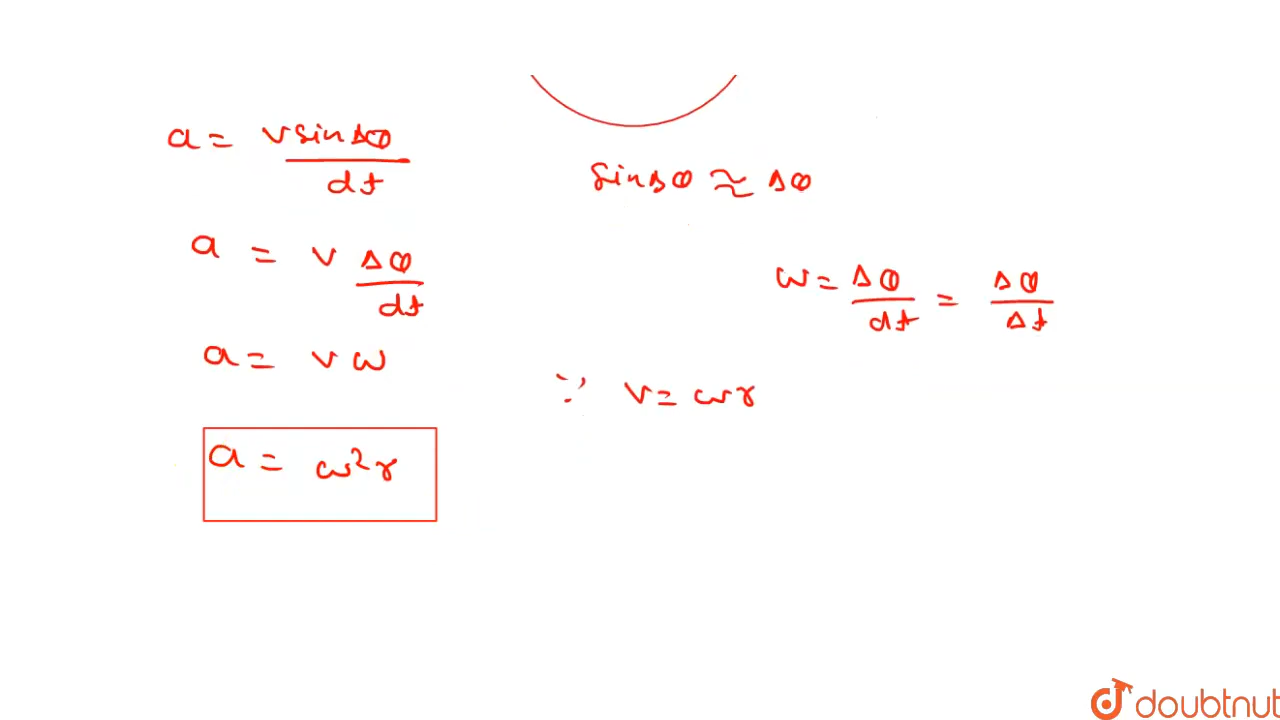 a = v sin Δθ / dt
sin Δθ ≈ Δθ
a = v Δθ / dt
ω = Δθ / dt = Δθ / Δt
a = v ω
∵ v = ωr
a = ω²r
doubtnut